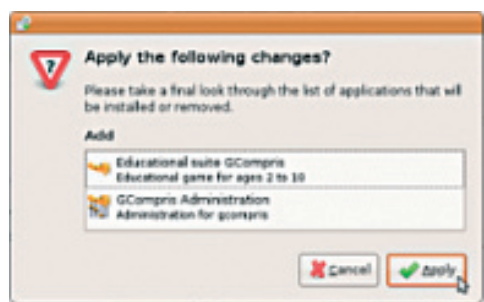 Apply the following changes?
Please take a final look through the list of applications that will
be installed or removed.
Add
Educational suite GCompris
Educational game for ages 2 to 10
GCompris Administration
Administration for gcompris
Cancel
Apply